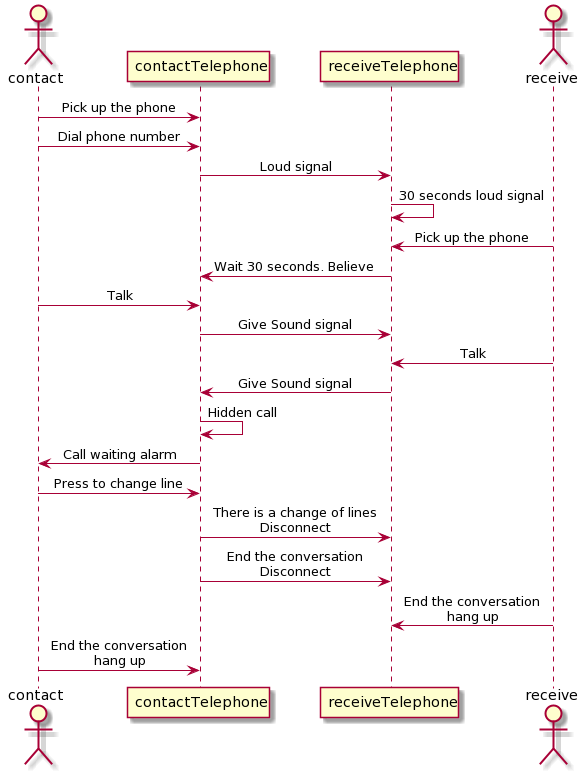 contact
contactTelephone
receiveTelephone
receive
Pick up the phone
Dial phone number
Loud signal
30 seconds loud signal
Pick up the phone
Wait 30 seconds. Believe
Talk
Give Sound signal
Talk
Give Sound signal
Hidden call
Call waiting alarm
Press to change line
There is a change of lines
Disconnect
End the conversation
Disconnect
End the conversation
hang up
End the conversation
hang up
contact
contactTelephone
receiveTelephone
receive